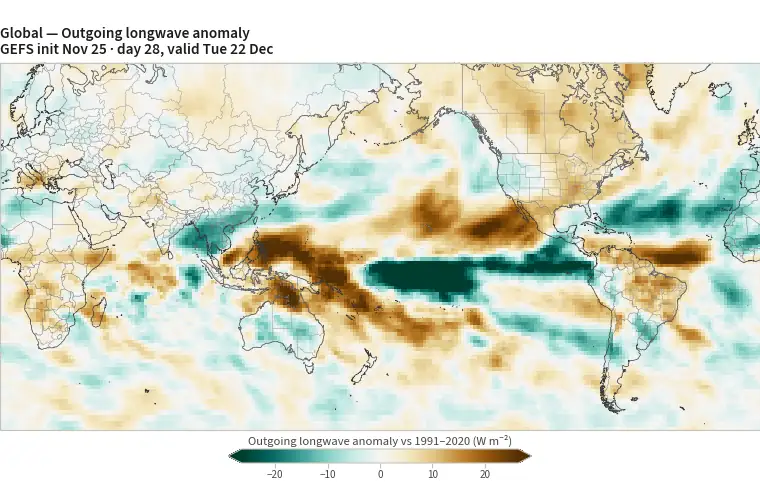 Global — Outgoing longwave anomaly
GEFS init Nov 25 · day 28, valid Tue 22 Dec
Outgoing longwave anomaly vs 1991–2020 (W m⁻²)
−20 −10 0 10 20